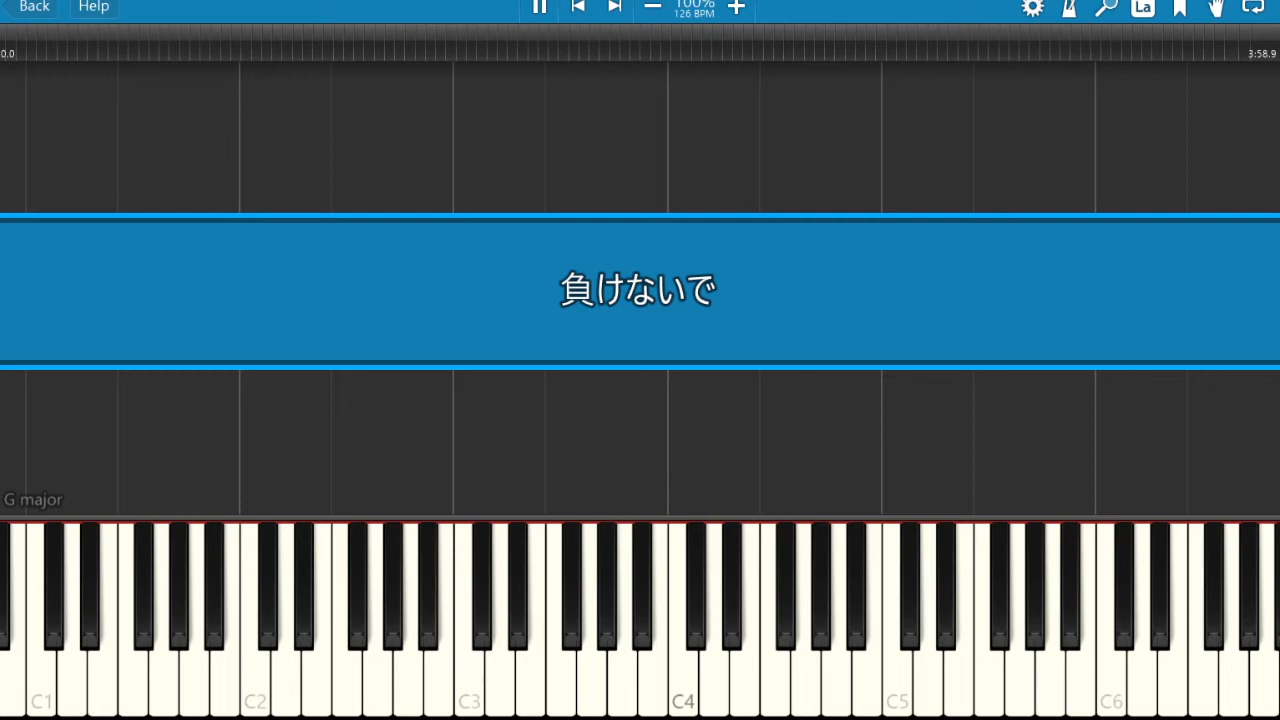 Back Help 100% La
126 BPM
0.0 3:58.9
負けないで
G major
C1 C2 C3 C4 C5 C6